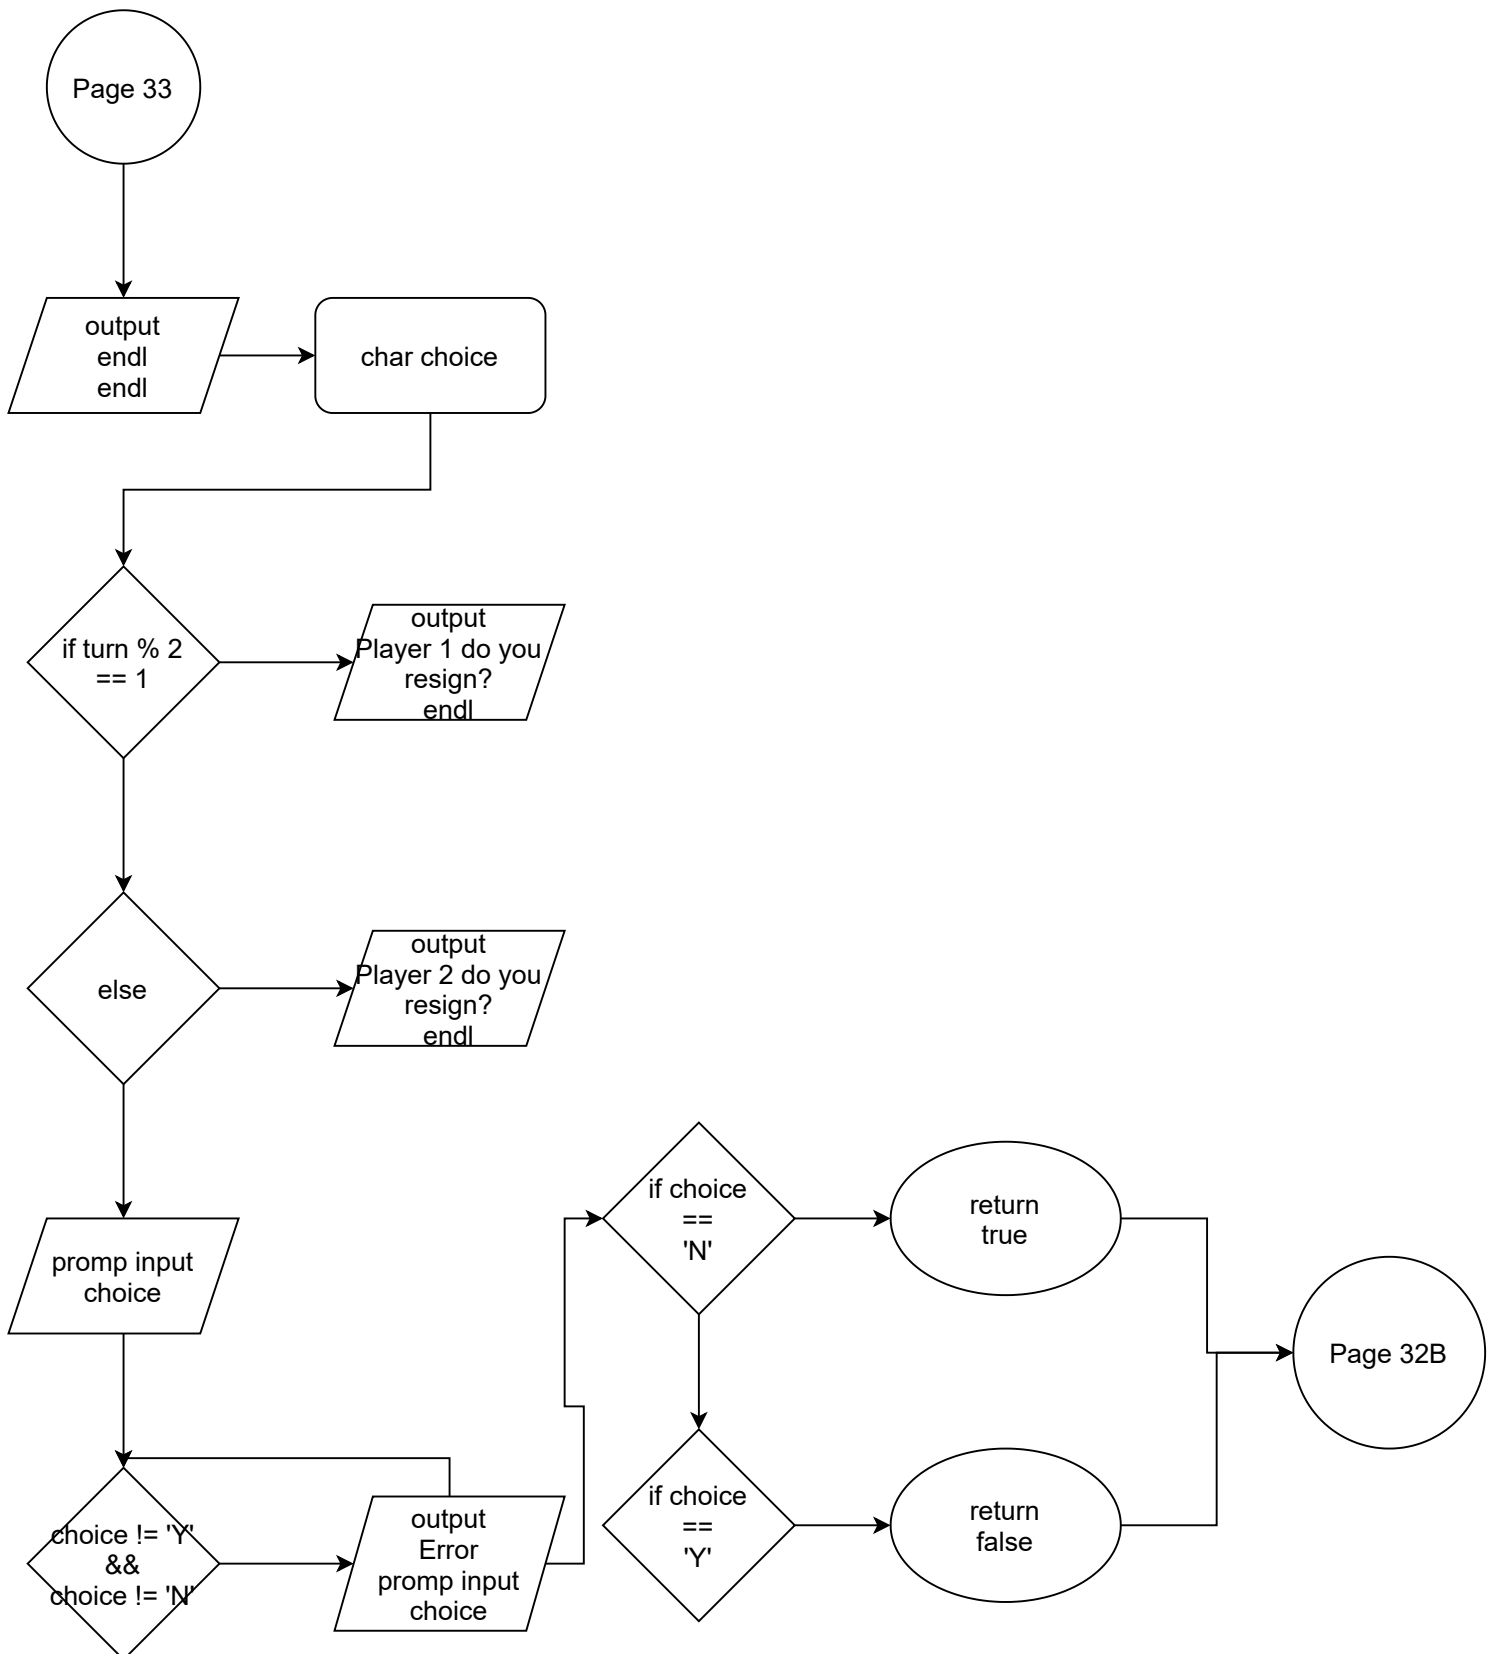 Page 33
output
endl
endl
char choice
if turn % 2
== 1
output
Player 1 do you
resign?
endl
else
output
Player 2 do you
resign?
endl
promp input
choice
choice != 'Y'
&&
choice != 'N'
output
Error
promp input
choice
if choice
==
'N'
return
true
if choice
==
'Y'
return
false
Page 32B